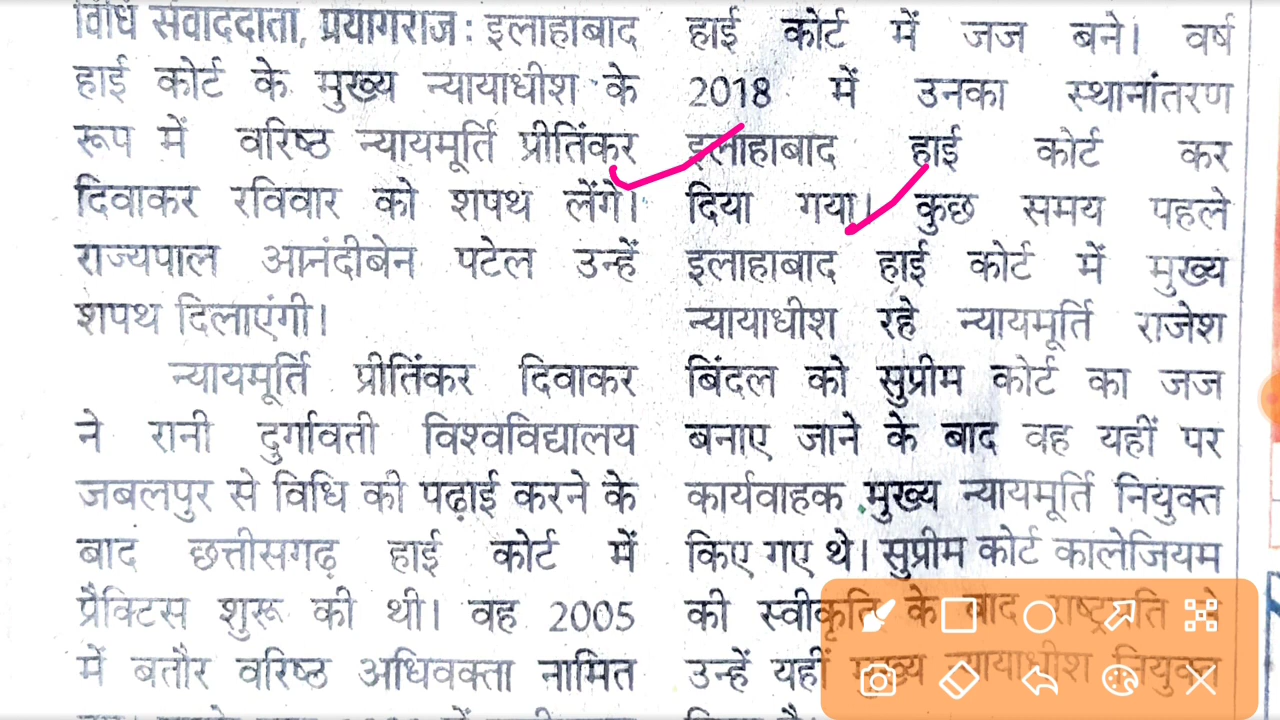 विधि संवाददाता, प्रयागराज : इलाहाबाद
हाई कोर्ट के मुख्य न्यायाधीश के
रूप में वरिष्ठ न्यायमूर्ति प्रीतिंकर
दिवाकर रविवार को शपथ लेंगे।
राज्यपाल आनंदीबेन पटेल उन्हें
शपथ दिलाएंगी।
न्यायमूर्ति प्रीतिंकर दिवाकर
ने रानी दुर्गावती विश्वविद्यालय
जबलपुर से विधि की पढ़ाई करने के
बाद छत्तीसगढ़ हाई कोर्ट में
प्रैक्टिस शुरू की थी। वह 2005
में बतौर वरिष्ठ अधिवक्ता नामित
हाई कोर्ट में जज बने। वर्ष
2018 में उनका स्थानांतरण
इलाहाबाद हाई कोर्ट कर
दिया गया। कुछ समय पहले
इलाहाबाद हाई कोर्ट में मुख्य
न्यायाधीश रहे न्यायमूर्ति राजेश
बिंदल को सुप्रीम कोर्ट का जज
बनाए जाने के बाद वह यहीं पर
कार्यवाहक मुख्य न्यायमूर्ति नियुक्त
किए गए थे। सुप्रीम कोर्ट कालेजियम
की स्वीकृति के बाद राष्ट्रपति ने
उन्हें यहीं मुख्य न्यायाधीश नियुक्त